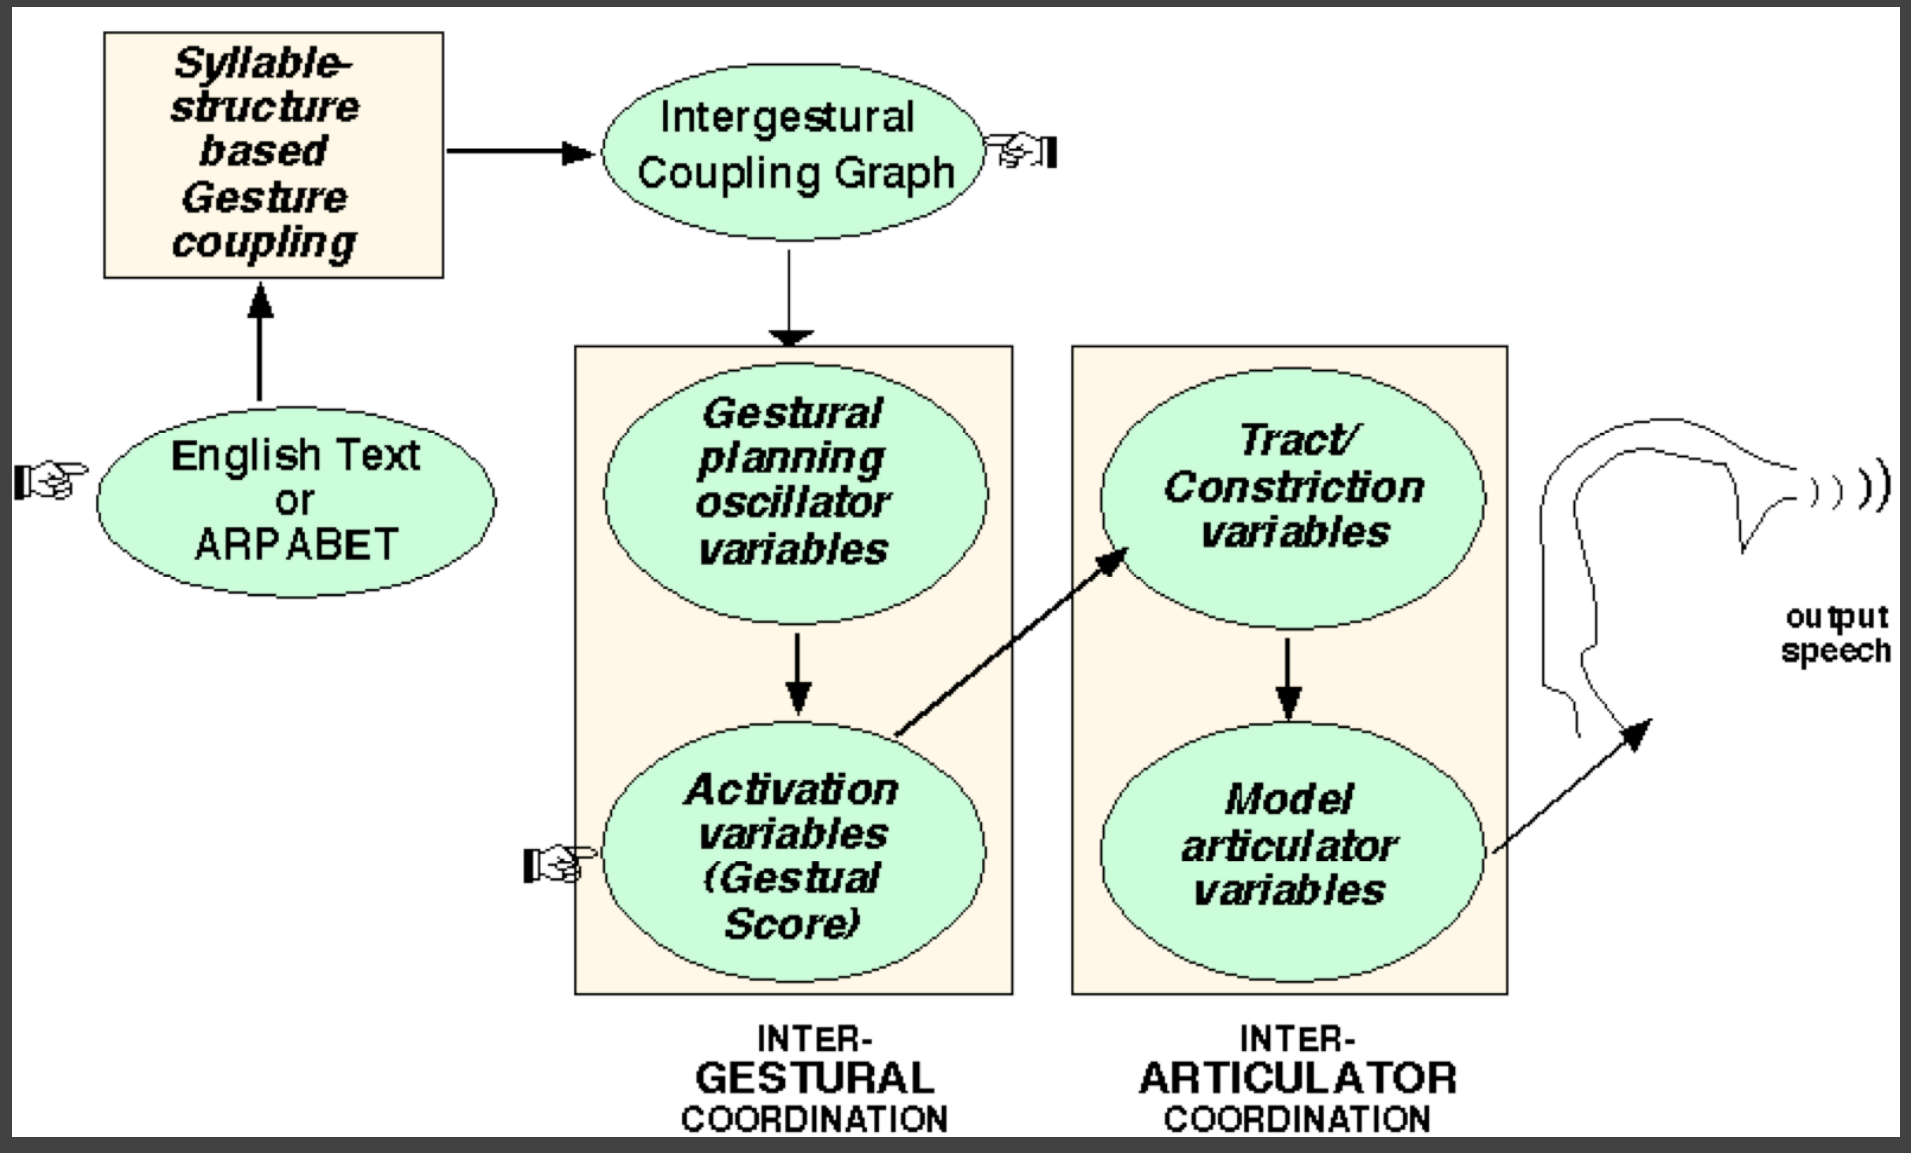 Syllable-
structure
based
Gesture
coupling
Intergestural
Coupling Graph
English Text
or
ARPABET
Gestural
planning
oscillator
variables
Activation
variables
(Gestual
Score)
Tract/
Constriction
variables
Model
articulator
variables
output
speech
INTER-
GESTURAL
COORDINATION
INTER-
ARTICULATOR
COORDINATION